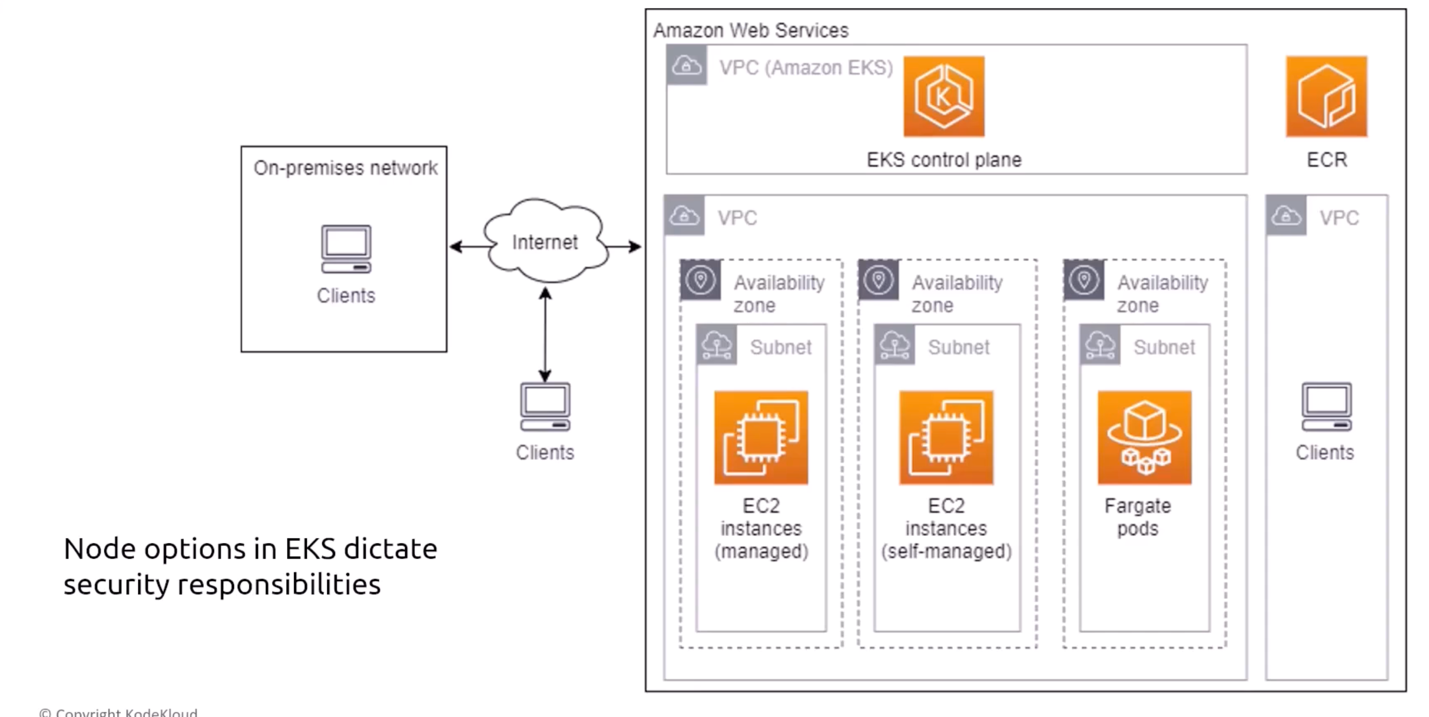 Amazon Web Services
VPC (Amazon EKS)
EKS control plane
ECR
On-premises network
Clients
Internet
Clients
VPC
Availability
zone
Subnet
EC2
instances
(managed)
Availability
zone
Subnet
EC2
instances
(self-managed)
Availability
zone
Subnet
Fargate
pods
VPC
Clients
Node options in EKS dictate
security responsibilities
© Copyright KodeKloud